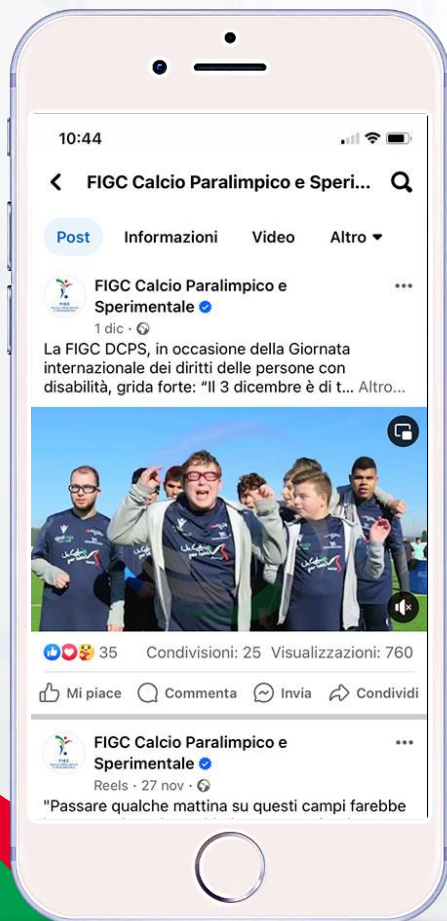 10:44
FIGC Calcio Paralimpico e Speri...
Post Informazioni Video Altro
FIGC Calcio Paralimpico e
Sperimentale
1 dic
La FIGC DCPS, in occasione della Giornata
internazionale dei diritti delle persone con
disabilità, grida forte: “Il 3 dicembre è di t... Altro...
35 Condivisioni: 25 Visualizzazioni: 760
Mi piace Commenta Invia Condividi
FIGC Calcio Paralimpico e
Sperimentale
Reels · 27 nov
"Passare qualche mattina su questi campi farebbe